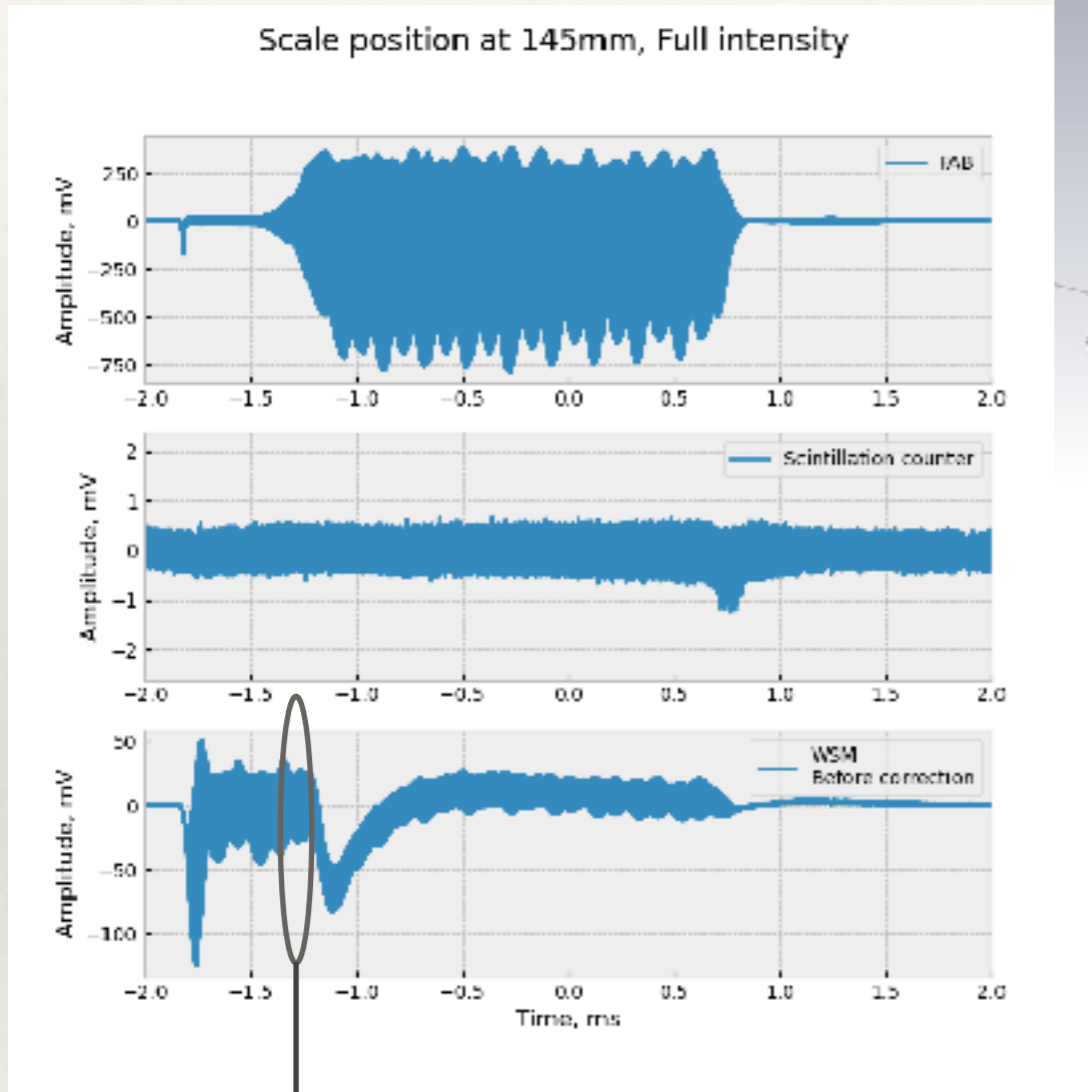 Scale position at 145mm, Full intensity
Amplitude, mV
250
0
−250
−500
−750
−2.0 −1.5 −1.0 −0.5 0.0 0.5 1.0 1.5 2.0
Amplitude, mV
2
1
0
−1
−2
Scintillation counter
−2.0 −1.5 −1.0 −0.5 0.0 0.5 1.0 1.5 2.0
Amplitude, mV
50
0
−50
−100
WSM
Before correction
−2.0 −1.5 −1.0 −0.5 0.0 0.5 1.0 1.5 2.0
Time, ms